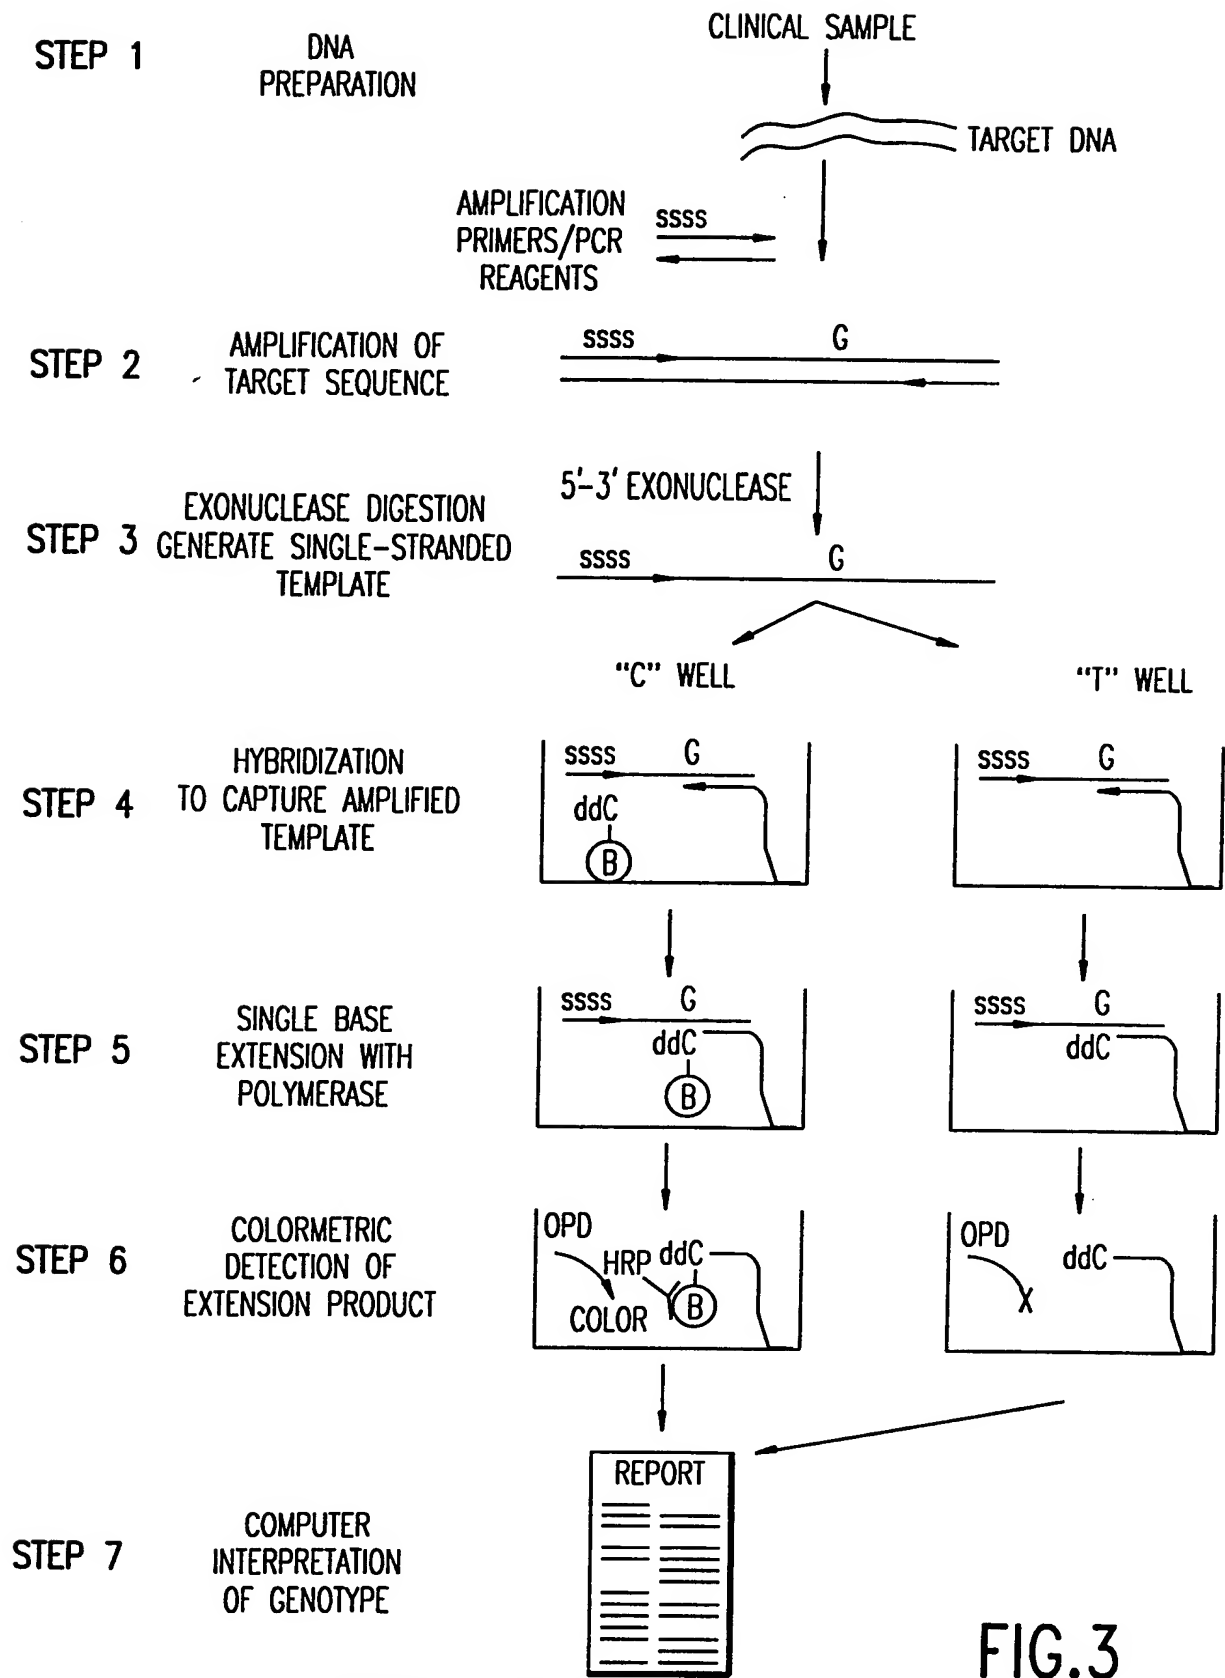 STEP 1
DNA
PREPARATION
CLINICAL SAMPLE
TARGET DNA
AMPLIFICATION
PRIMERS/PCR
REAGENTS
SSSS
STEP 2
AMPLIFICATION OF
TARGET SEQUENCE
SSSS G
STEP 3
EXONUCLEASE DIGESTION
GENERATE SINGLE-STRANDED
TEMPLATE
5'-3' EXONUCLEASE
SSSS G
"C" WELL
"T" WELL
STEP 4
HYBRIDIZATION
TO CAPTURE AMPLIFIED
TEMPLATE
SSSS G
ddC
B
SSSS G
STEP 5
SINGLE BASE
EXTENSION WITH
POLYMERASE
SSSS G
ddC
B
SSSS G
ddC
STEP 6
COLORMETRIC
DETECTION OF
EXTENSION PRODUCT
OPD
HRP ddC
B
COLOR
OPD
ddC
X
STEP 7
COMPUTER
INTERPRETATION
OF GENOTYPE
REPORT
FIG.3